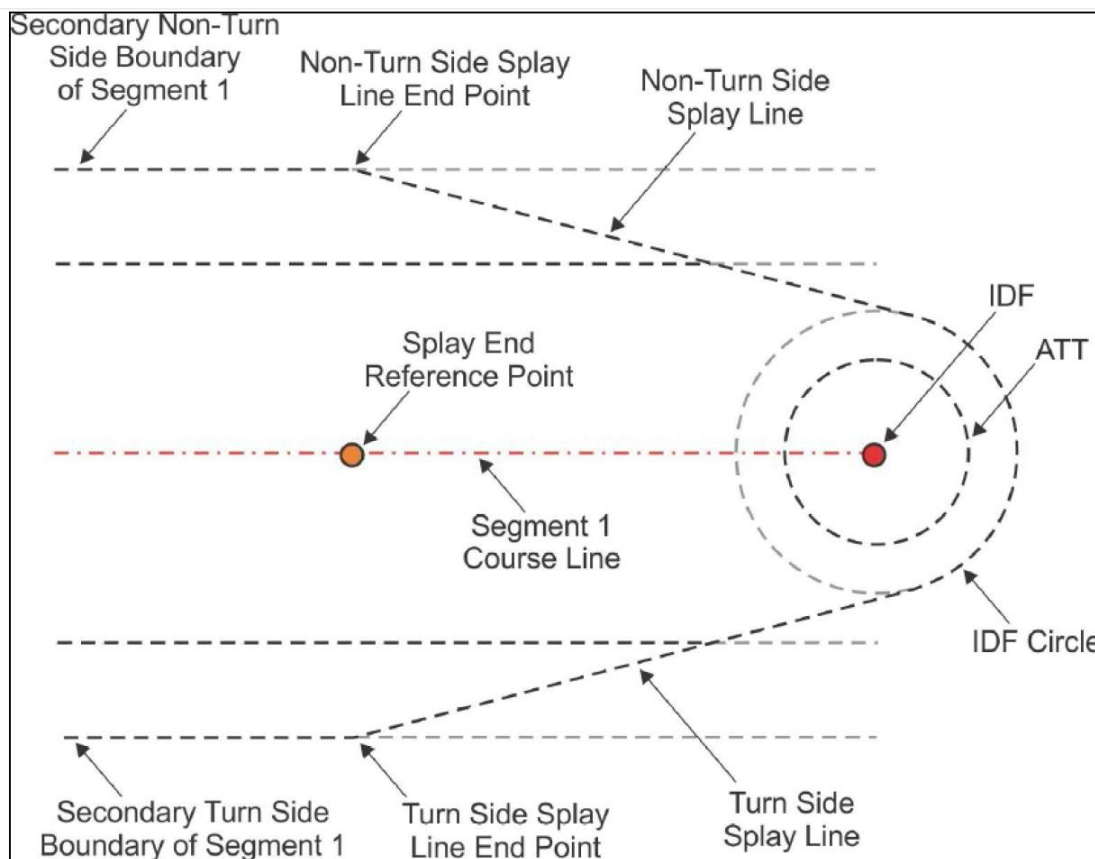 Secondary Non-Turn
Side Boundary
of Segment 1
Non-Turn Side Splay
Line End Point
Non-Turn Side
Splay Line
IDF
ATT
Splay End
Reference Point
Segment 1
Course Line
IDF Circle
Secondary Turn Side
Boundary of Segment 1
Turn Side Splay
Line End Point
Turn Side
Splay Line